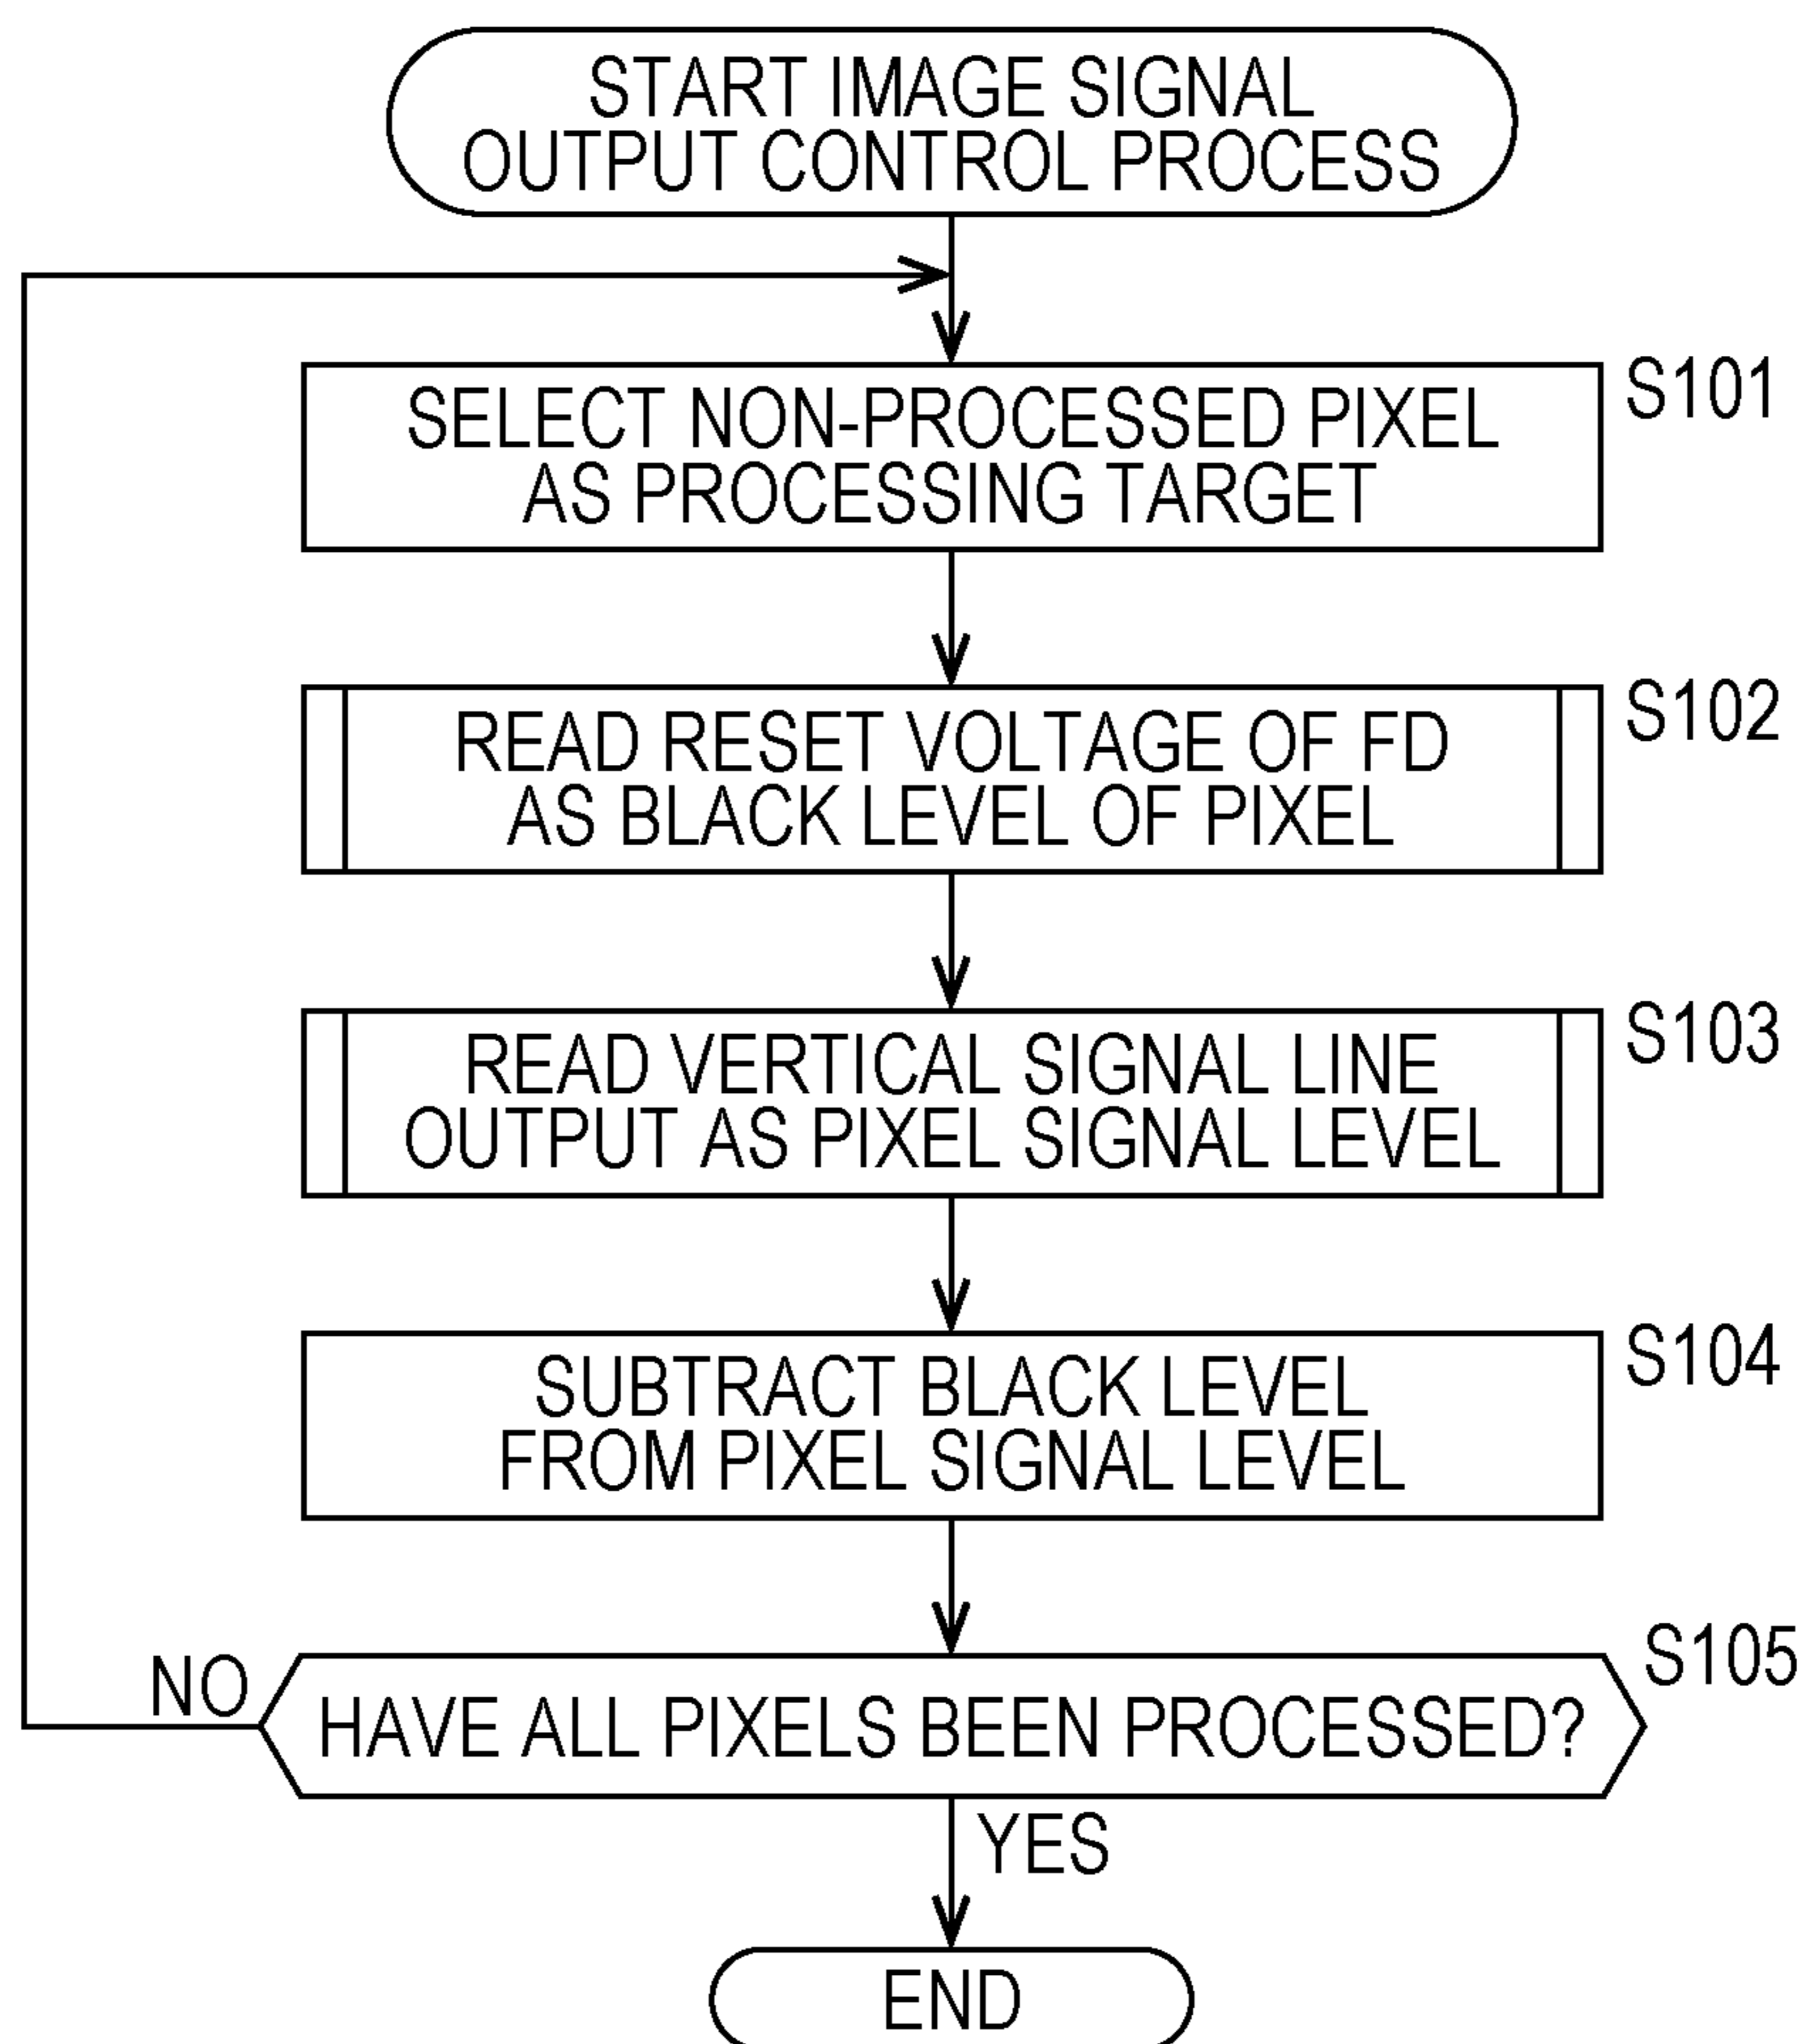 START IMAGE SIGNAL
OUTPUT CONTROL PROCESS
SELECT NON-PROCESSED PIXEL
AS PROCESSING TARGET
S101
READ RESET VOLTAGE OF FD
AS BLACK LEVEL OF PIXEL
S102
READ VERTICAL SIGNAL LINE
OUTPUT AS PIXEL SIGNAL LEVEL
S103
SUBTRACT BLACK LEVEL
FROM PIXEL SIGNAL LEVEL
S104
HAVE ALL PIXELS BEEN PROCESSED?
S105
NO
YES
END